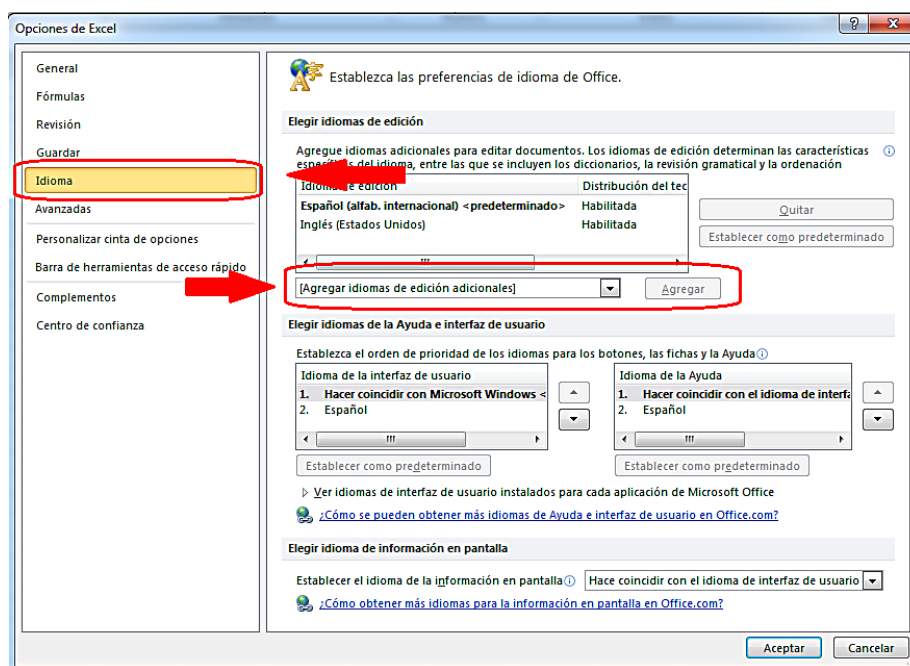 Opciones de Excel
General
Fórmulas
Revisión
Guardar
Idioma
Avanzadas
Personalizar cinta de opciones
Barra de herramientas de acceso rápido
Complementos
Centro de confianza
Establezca las preferencias de idioma de Office.
Elegir idiomas de edición
Agregue idiomas adicionales para editar documentos. Los idiomas de edición determinan las características
específicas del idioma, entre las que se incluyen los diccionarios, la revisión gramatical y la ordenación
Idioma de edición Distribución del tec
Español (alfab. internacional) <predeterminado> Habilitada
Inglés (Estados Unidos) Habilitada
Quitar
Establecer como predeterminado
[Agregar idiomas de edición adicionales] Agregar
Elegir idiomas de la Ayuda e interfaz de usuario
Establezca el orden de prioridad de los idiomas para los botones, las fichas y la Ayuda
Idioma de la interfaz de usuario
1. Hacer coincidir con Microsoft Windows <
2. Español
Establecer como predeterminado
Idioma de la Ayuda
1. Hacer coincidir con el idioma de interfa
2. Español
Establecer como predeterminado
Ver idiomas de interfaz de usuario instalados para cada aplicación de Microsoft Office
¿Cómo se pueden obtener más idiomas de Ayuda e interfaz de usuario en Office.com?
Elegir idioma de información en pantalla
Establecer el idioma de la información en pantalla Hace coincidir con el idioma de interfaz de usuario
¿Cómo obtener más idiomas para la información en pantalla en Office.com?
Aceptar Cancelar